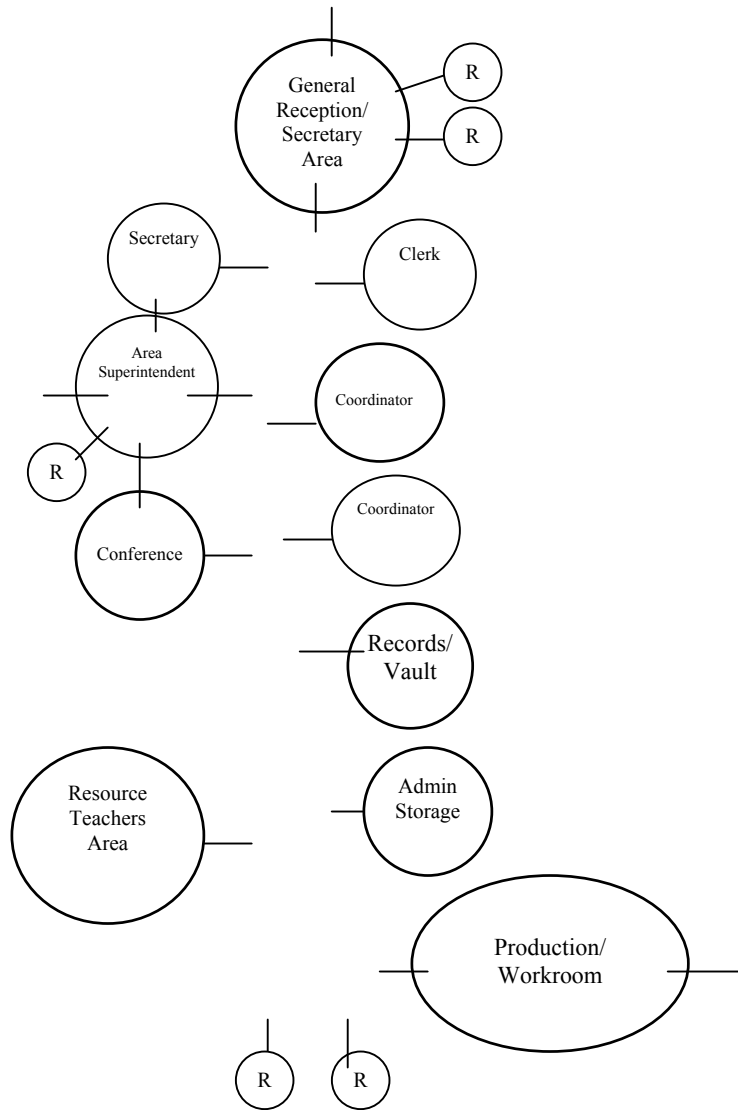 General
Reception/
Secretary
Area
R
R
Secretary
Clerk
Area
Superintendent
Coordinator
R
Coordinator
Conference
Records/
Vault
Resource
Teachers
Area
Admin
Storage
Production/
Workroom
R
R